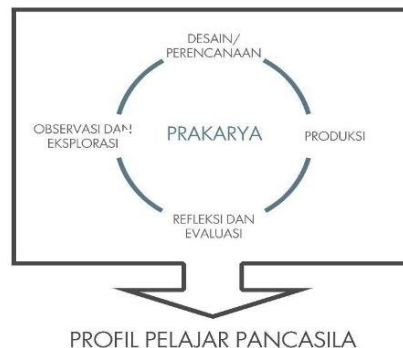 DESAIN/
PERENCANAAN
OBSERVASI DAN
EKSPLORASI
PRAKARYA
PRODUKSI
REFLEKSI DAN
EVALUASI
PROFIL PELAJAR PANCASILA